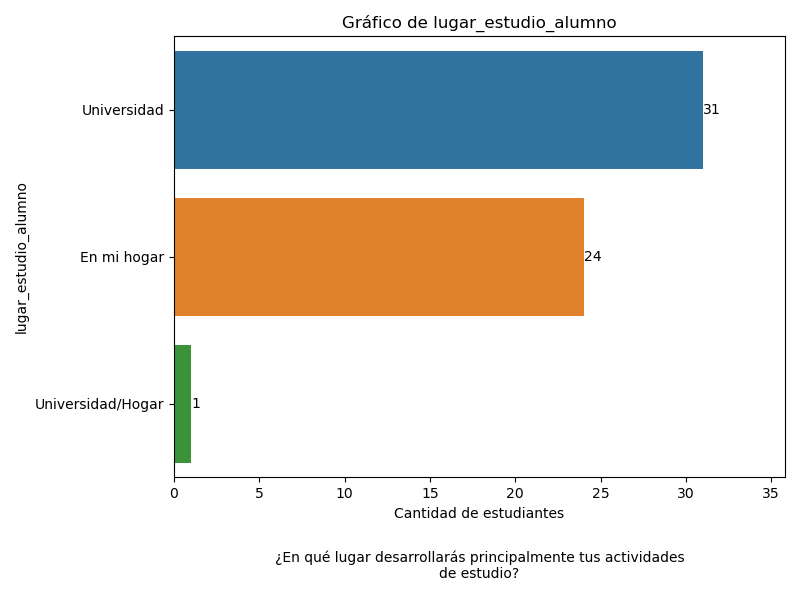 Gráfico de lugar_estudio_alumno
lugar_estudio_alumno
Universidad
31
En mi hogar
24
Universidad/Hogar
1
0 5 10 15 20 25 30 35
Cantidad de estudiantes
¿En qué lugar desarrollarás principalmente tus actividades
de estudio?